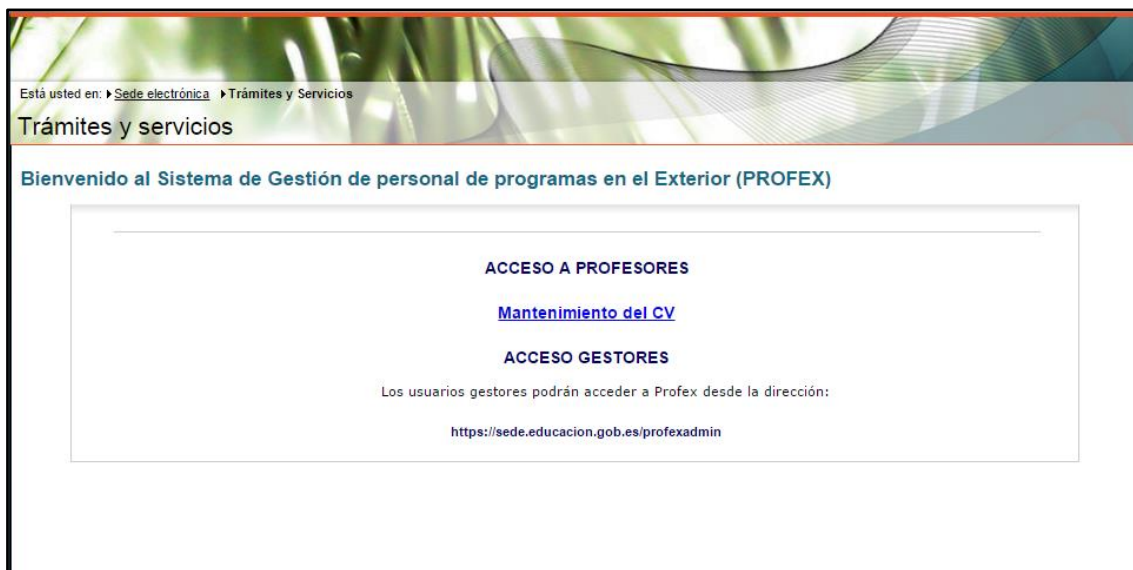 Está usted en: Sede electrónica Trámites y Servicios
Trámites y servicios
Bienvenido al Sistema de Gestión de personal de programas en el Exterior (PROFEX)
ACCESO A PROFESORES
Mantenimiento del CV
ACCESO GESTORES
Los usuarios gestores podrán acceder a Profex desde la dirección:
https://sede.educacion.gob.es/profexadmin